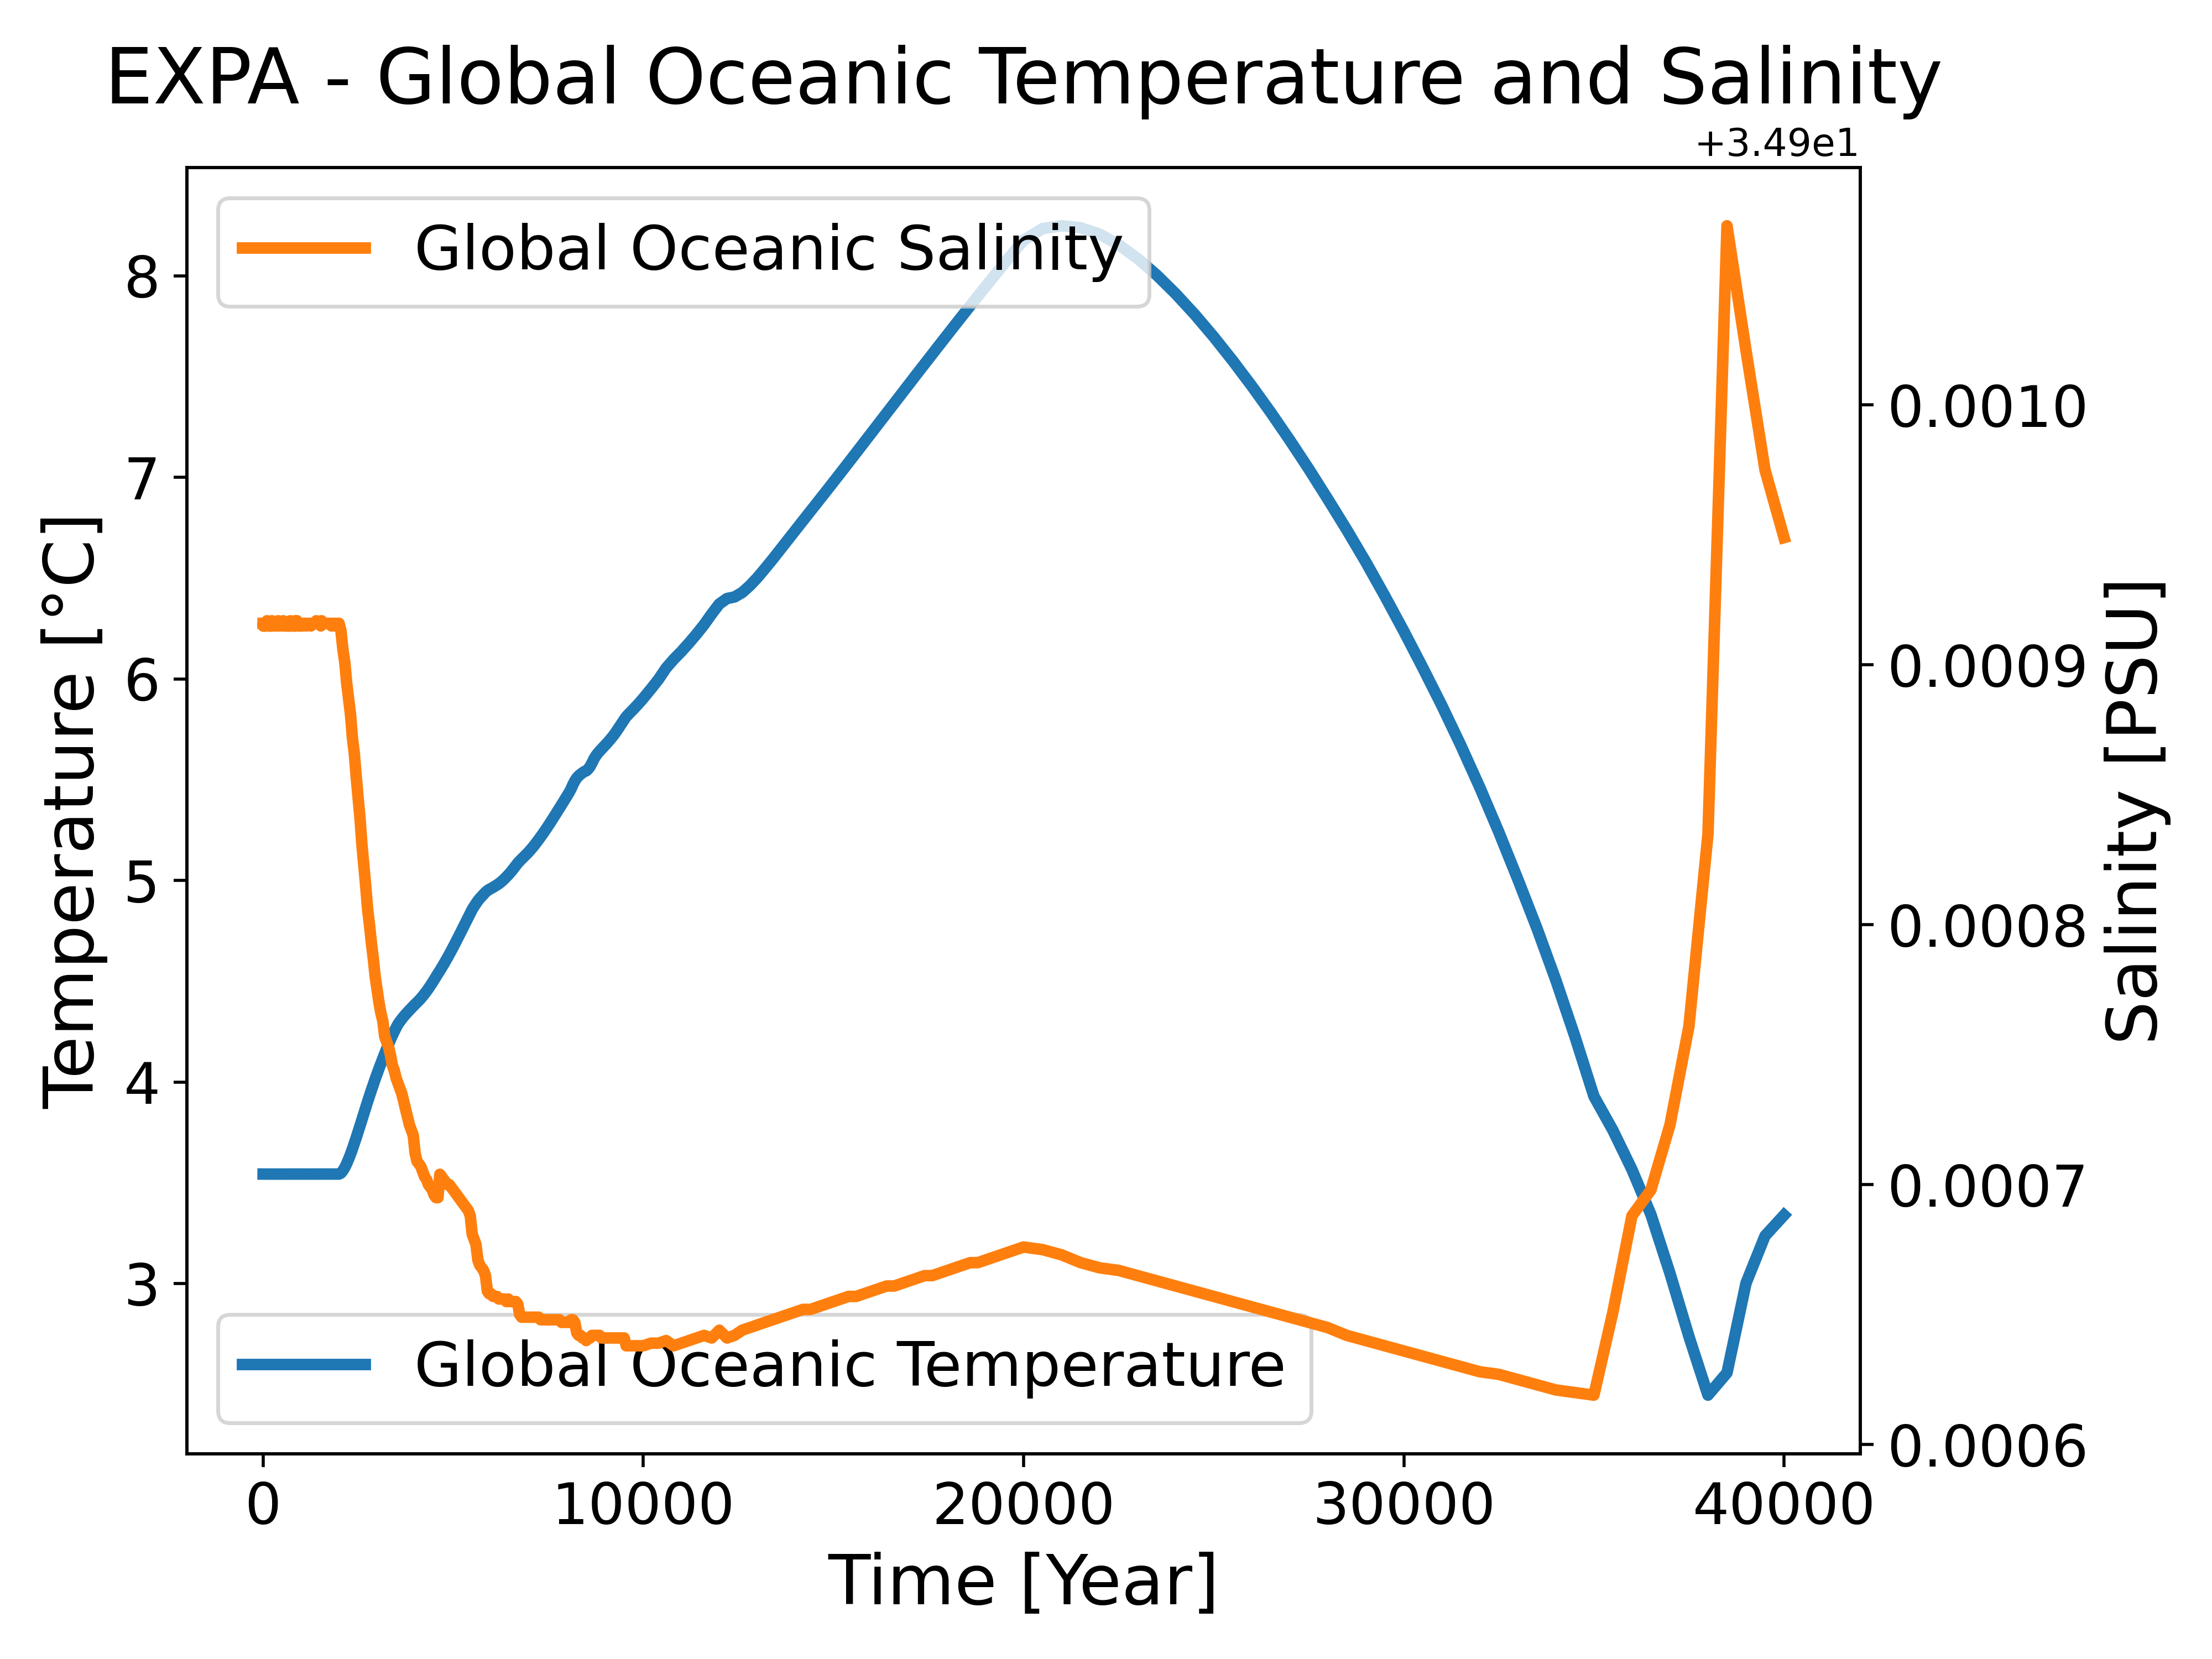 EXPA - Global Oceanic Temperature and Salinity
+3.49e1
Global Oceanic Salinity
8
7
6
5
4
3
Temperature [°C]
0.0010
0.0009
0.0008
0.0007
0.0006
Salinity [PSU]
Global Oceanic Temperature
0 10000 20000 30000 40000
Time [Year]